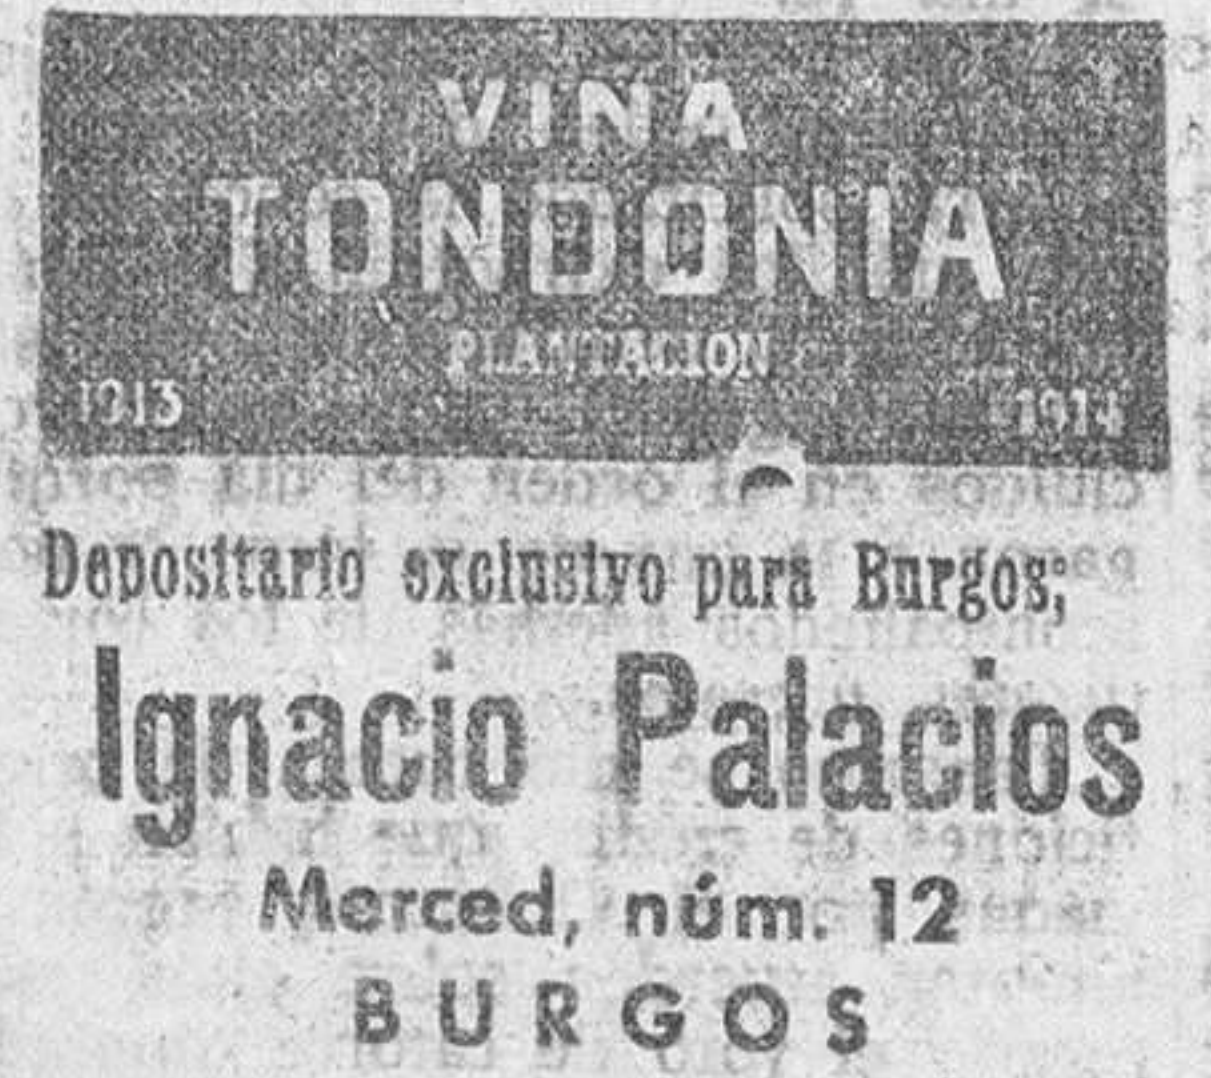 VIÑA
TONDONIA
PLANTACION
1913 1914
Depositario exclusivo para Burgos;
Ignacio Palacios
Merced, núm. 12
BURGOS